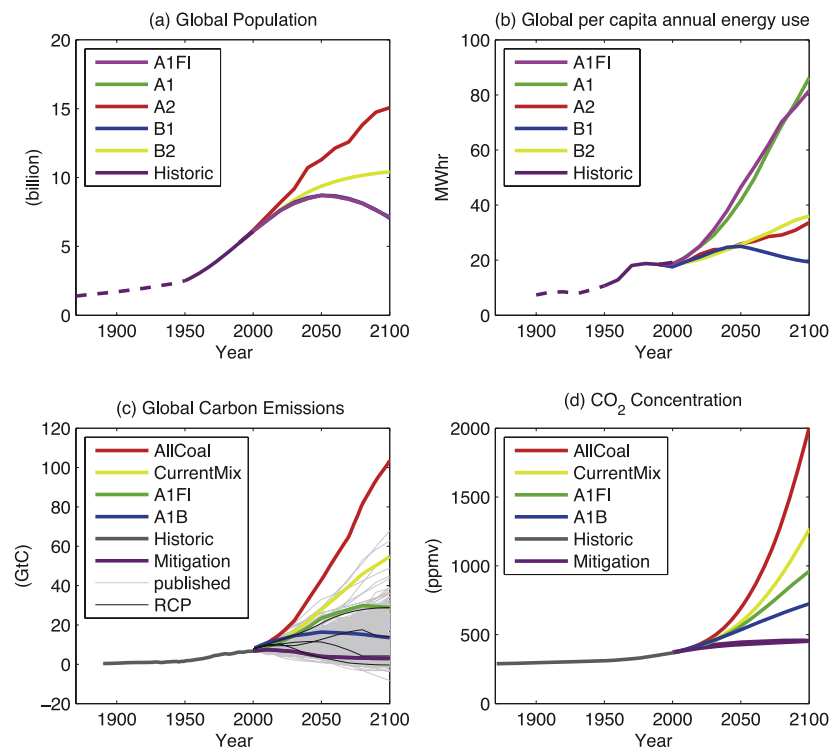 (a) Global Population
20
15
10
5
0
(billion)
A1FI
A1
A2
B1
B2
Historic
1900
1950
2000
2050
2100
Year
(b) Global per capita annual energy use
100
80
60
40
20
0
MWhr
A1FI
A1
A2
B1
B2
Historic
1900
1950
2000
2050
2100
Year
(c) Global Carbon Emissions
120
100
80
60
40
20
0
−20
(GtC)
AllCoal
CurrentMix
A1FI
A1B
Historic
Mitigation
published
RCP
1900
1950
2000
2050
2100
Year
(d) CO2 Concentration
2000
1500
1000
500
0
(ppmv)
AllCoal
CurrentMix
A1FI
A1B
Historic
Mitigation
1900
1950
2000
2050
2100
Year